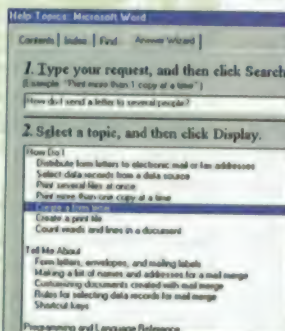 Help Topics: Microsoft Word
Contents Index Find Answer Wizard
1. Type your request, and then click Search
(Example: "Print more than 1 copy at a time")
How do I send a letter to several people?
2. Select a topic, and then click Display.
How Do I
Distribute form letters to electronic mail or fax addresses
Select data records from a data source
Print several files at once
Print more than one copy at a time
Create a form letter
Create a print file
Count words and lines in a document
Tell Me About
Form letters, envelopes, and mailing labels
Making a list of names and addresses for a mail merge
Customizing documents created with mail merge
Rules for selecting data records for mail merge
Shortcut keys
Programming and Language Reference